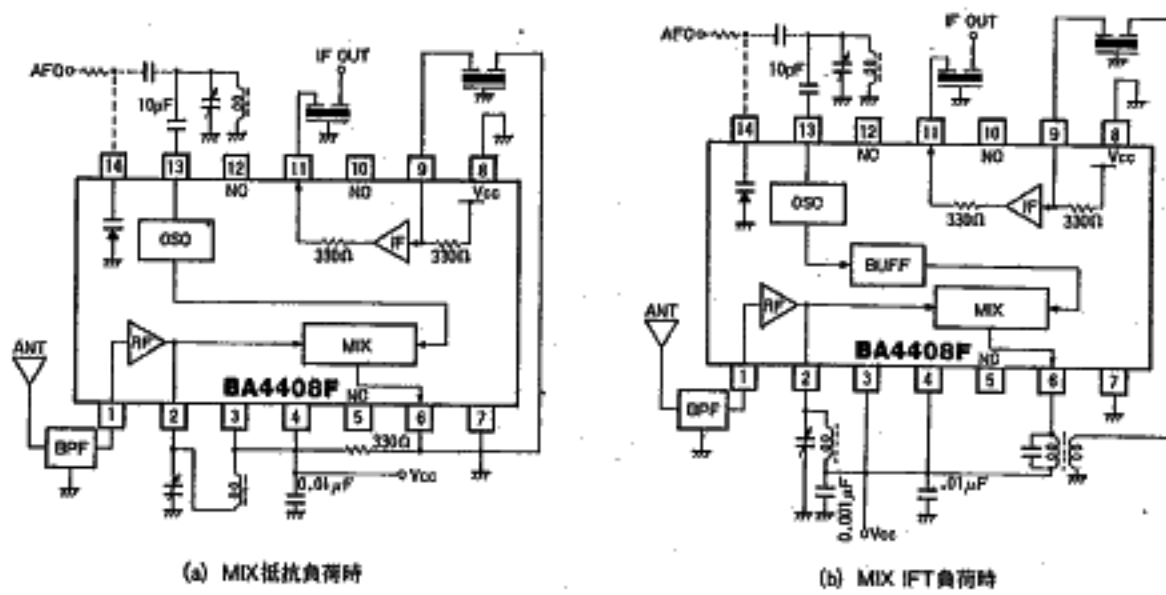 AFC
10pF
IF OUT
14
13
12
11
10
9
8
NC
NC
Vcc
OSC
330Ω
IF
330Ω
RF
MIX
ANT
BA4408F
NC
1
2
3
4
5
6
7
BPF
330Ω
0.01μF
Vcc
(a) MIX抵抗負荷時
AFC
10pF
IF OUT
14
13
12
11
10
9
8
NC
NC
Vcc
OSC
330Ω
IF
330Ω
BUFF
RF
MIX
ANT
BA4408F
NC
1
2
3
4
5
6
7
BPF
0.001μF
.01μF
Vcc
(b) MIX IFT負荷時